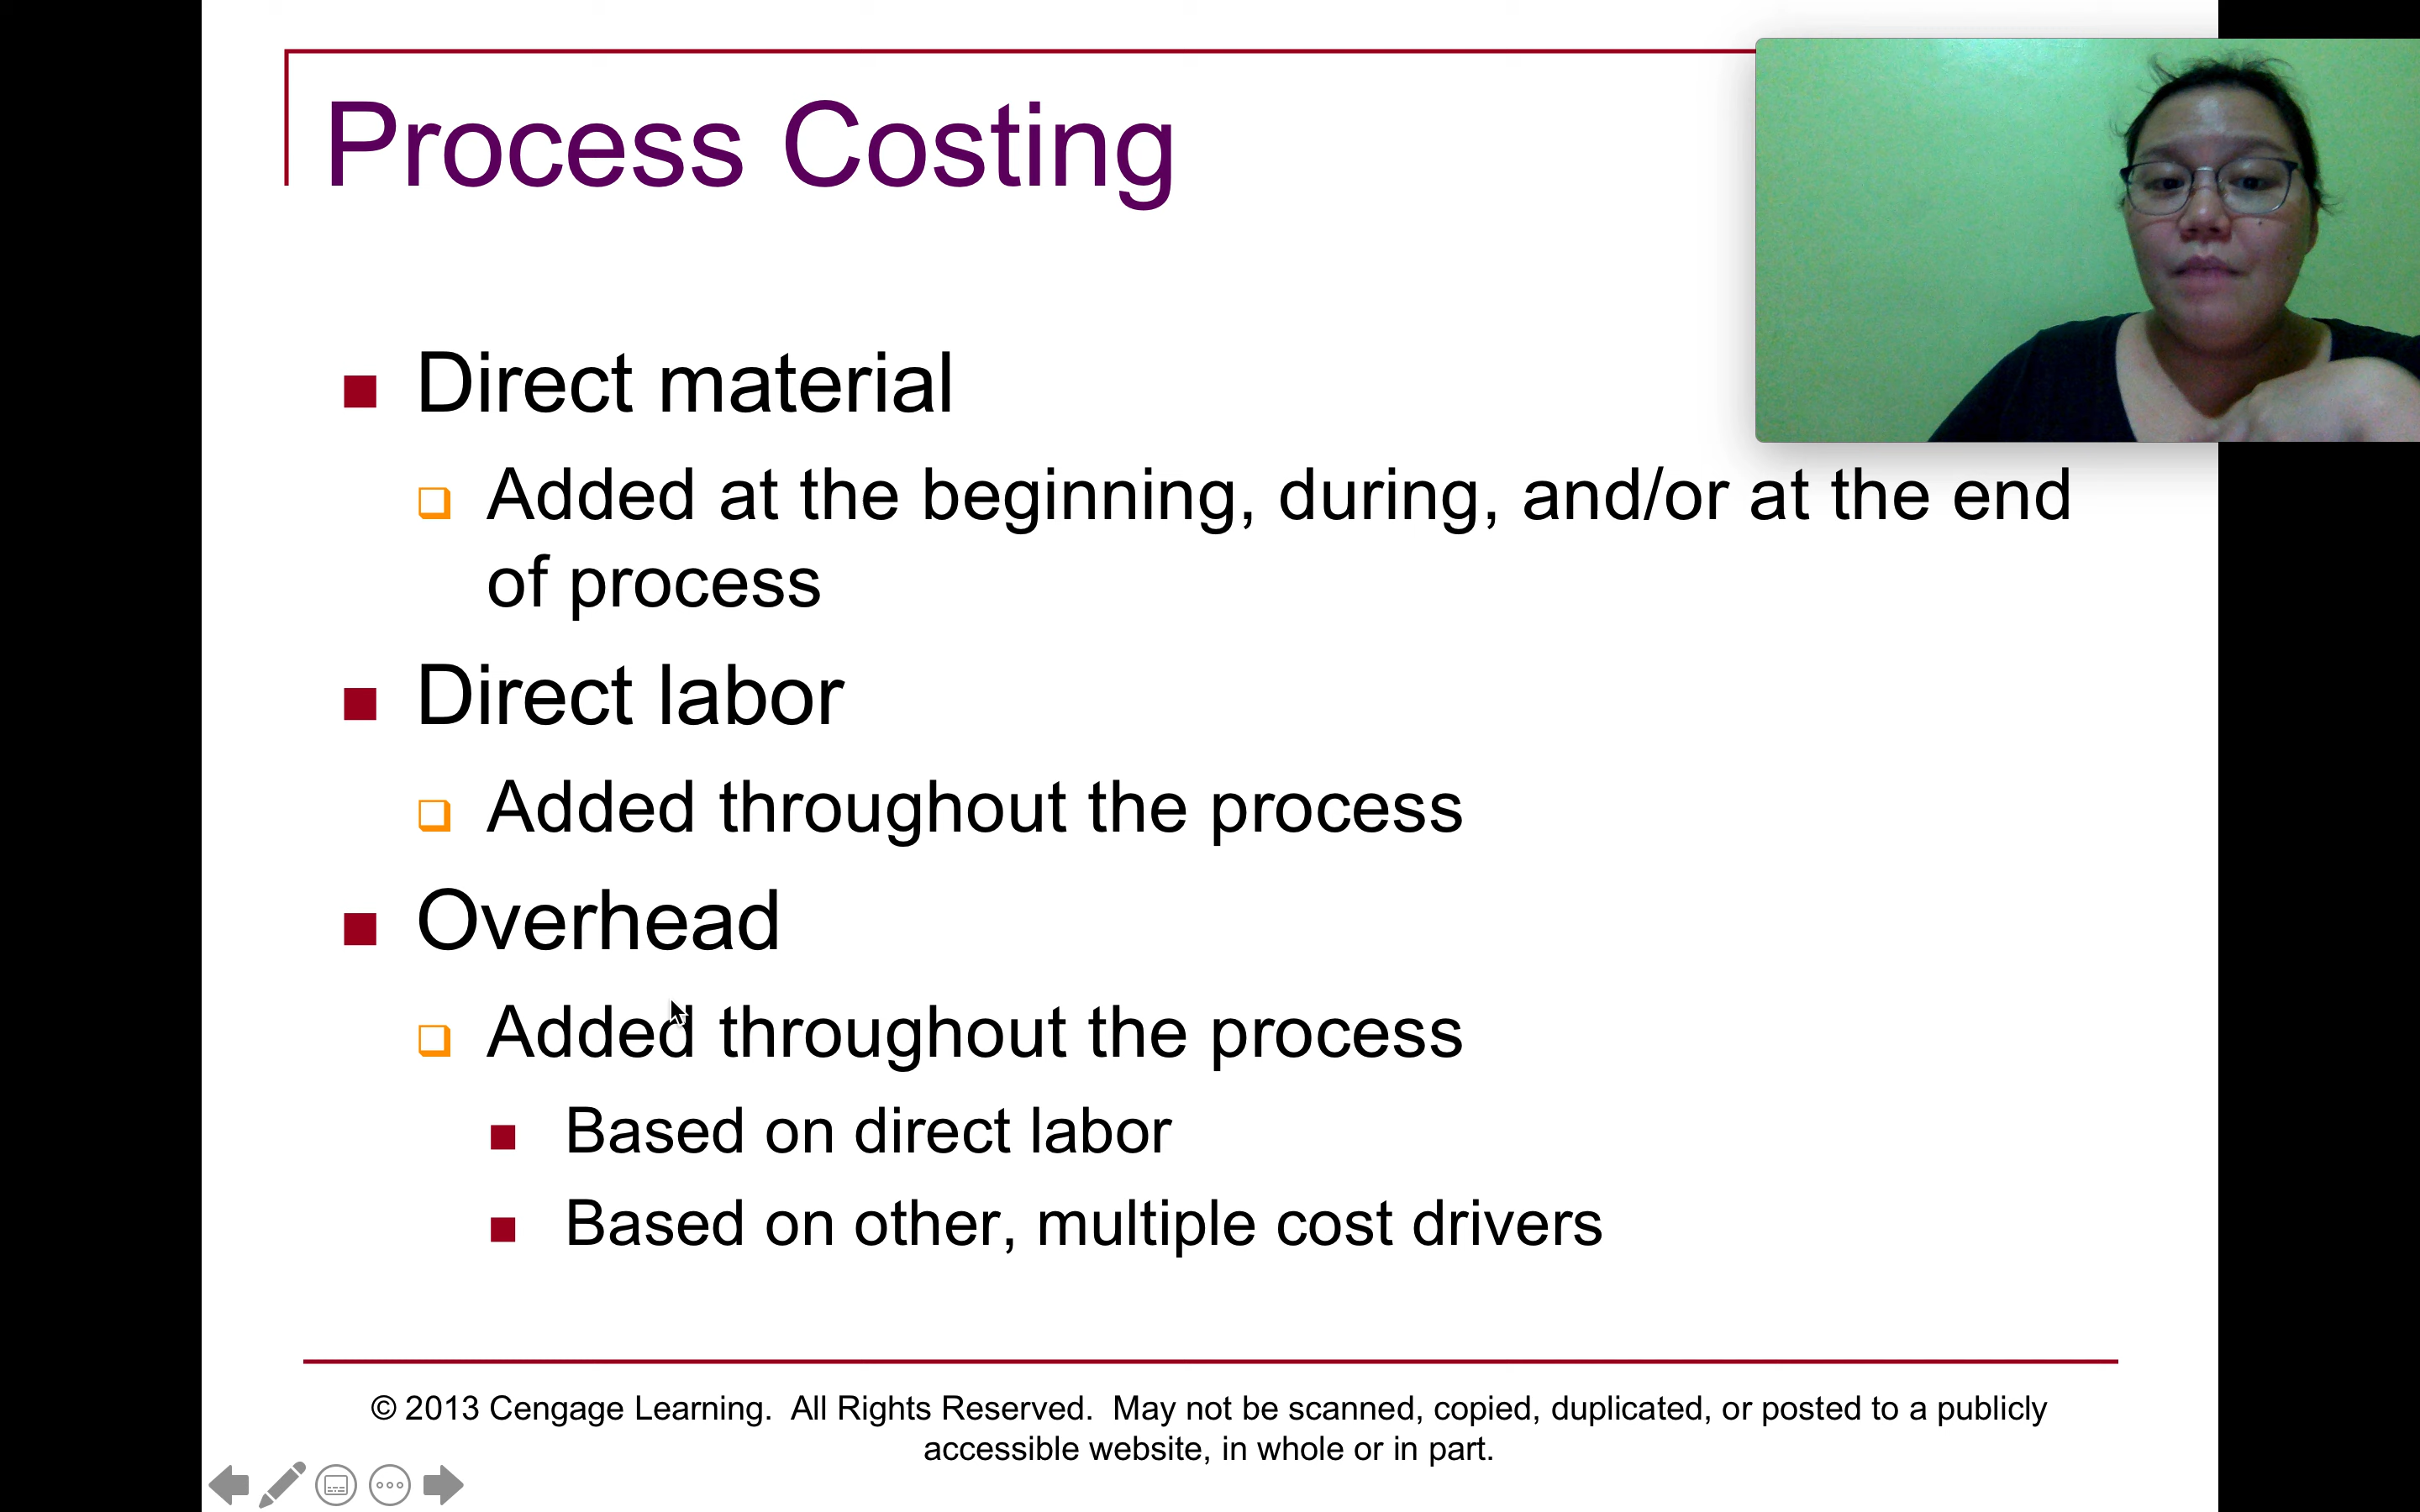 Process Costing
Direct material
Added at the beginning, during, and/or at the end
of process
Direct labor
Added throughout the process
Overhead
Added throughout the process
Based on direct labor
Based on other, multiple cost drivers
© 2013 Cengage Learning.  All Rights Reserved.  May not be scanned, copied, duplicated, or posted to a publicly
accessible website, in whole or in part.